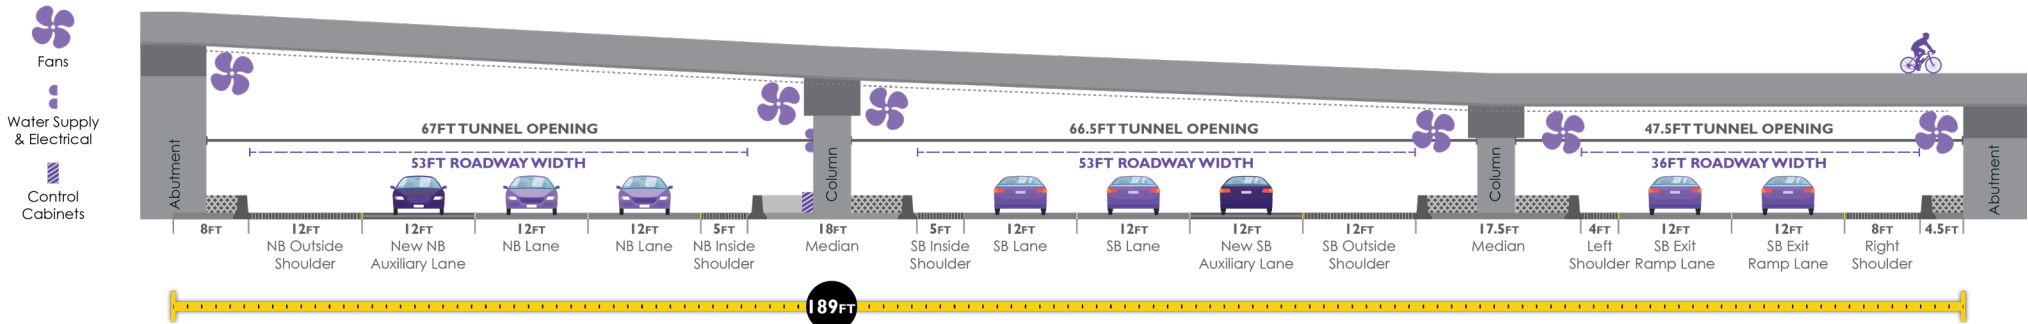 Fans
Water Supply
& Electrical
Control
Cabinets
Abutment
67FT TUNNEL OPENING
53FT ROADWAY WIDTH
Column
66.5FT TUNNEL OPENING
53FT ROADWAY WIDTH
Column
47.5FT TUNNEL OPENING
36FT ROADWAY WIDTH
Abutment
8FT
12FT
NB Outside
Shoulder
12FT
New NB
Auxiliary Lane
12FT
NB Lane
12FT
NB Lane
5FT
NB Inside
Shoulder
18FT
Median
5FT
SB Inside
Shoulder
12FT
SB Lane
12FT
SB Lane
12FT
New SB
Auxiliary Lane
12FT
SB Outside
Shoulder
17.5FT
Median
4FT
Left
Shoulder
12FT
SB Exit
Ramp Lane
12FT
SB Exit
Ramp Lane
8FT
Right
Shoulder
4.5FT
189FT